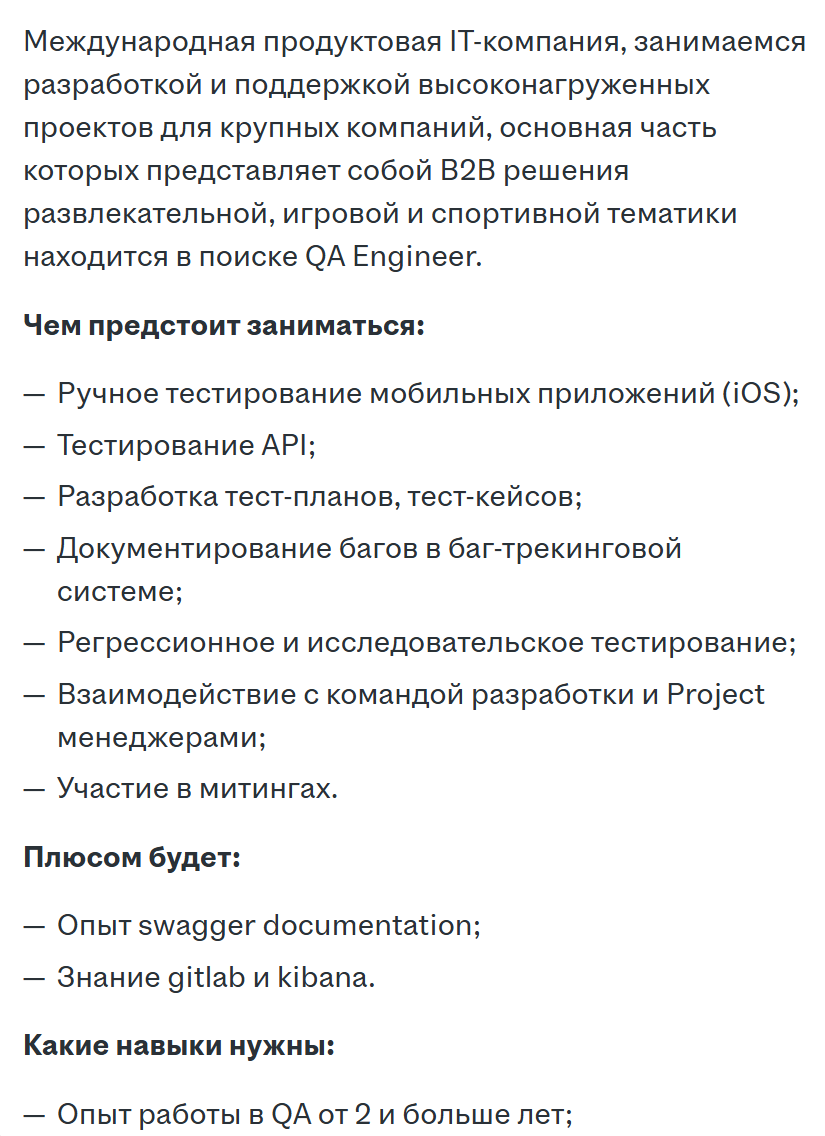 Международная продуктовая IT-компания, занимаемся
разработкой и поддержкой высоконагруженных
проектов для крупных компаний, основная часть
которых представляет собой B2B решения
развлекательной, игровой и спортивной тематики
находится в поиске QA Engineer.
Чем предстоит заниматься:
— Ручное тестирование мобильных приложений (iOS);
— Тестирование API;
— Разработка тест-планов, тест-кейсов;
— Документирование багов в баг-трекинговой
системе;
— Регрессионное и исследовательское тестирование;
— Взаимодействие с командой разработки и Project
менеджерами;
— Участие в митингах.
Плюсом будет:
— Опыт swagger documentation;
— Знание gitlab и kibana.
Какие навыки нужны:
— Опыт работы в QA от 2 и больше лет;